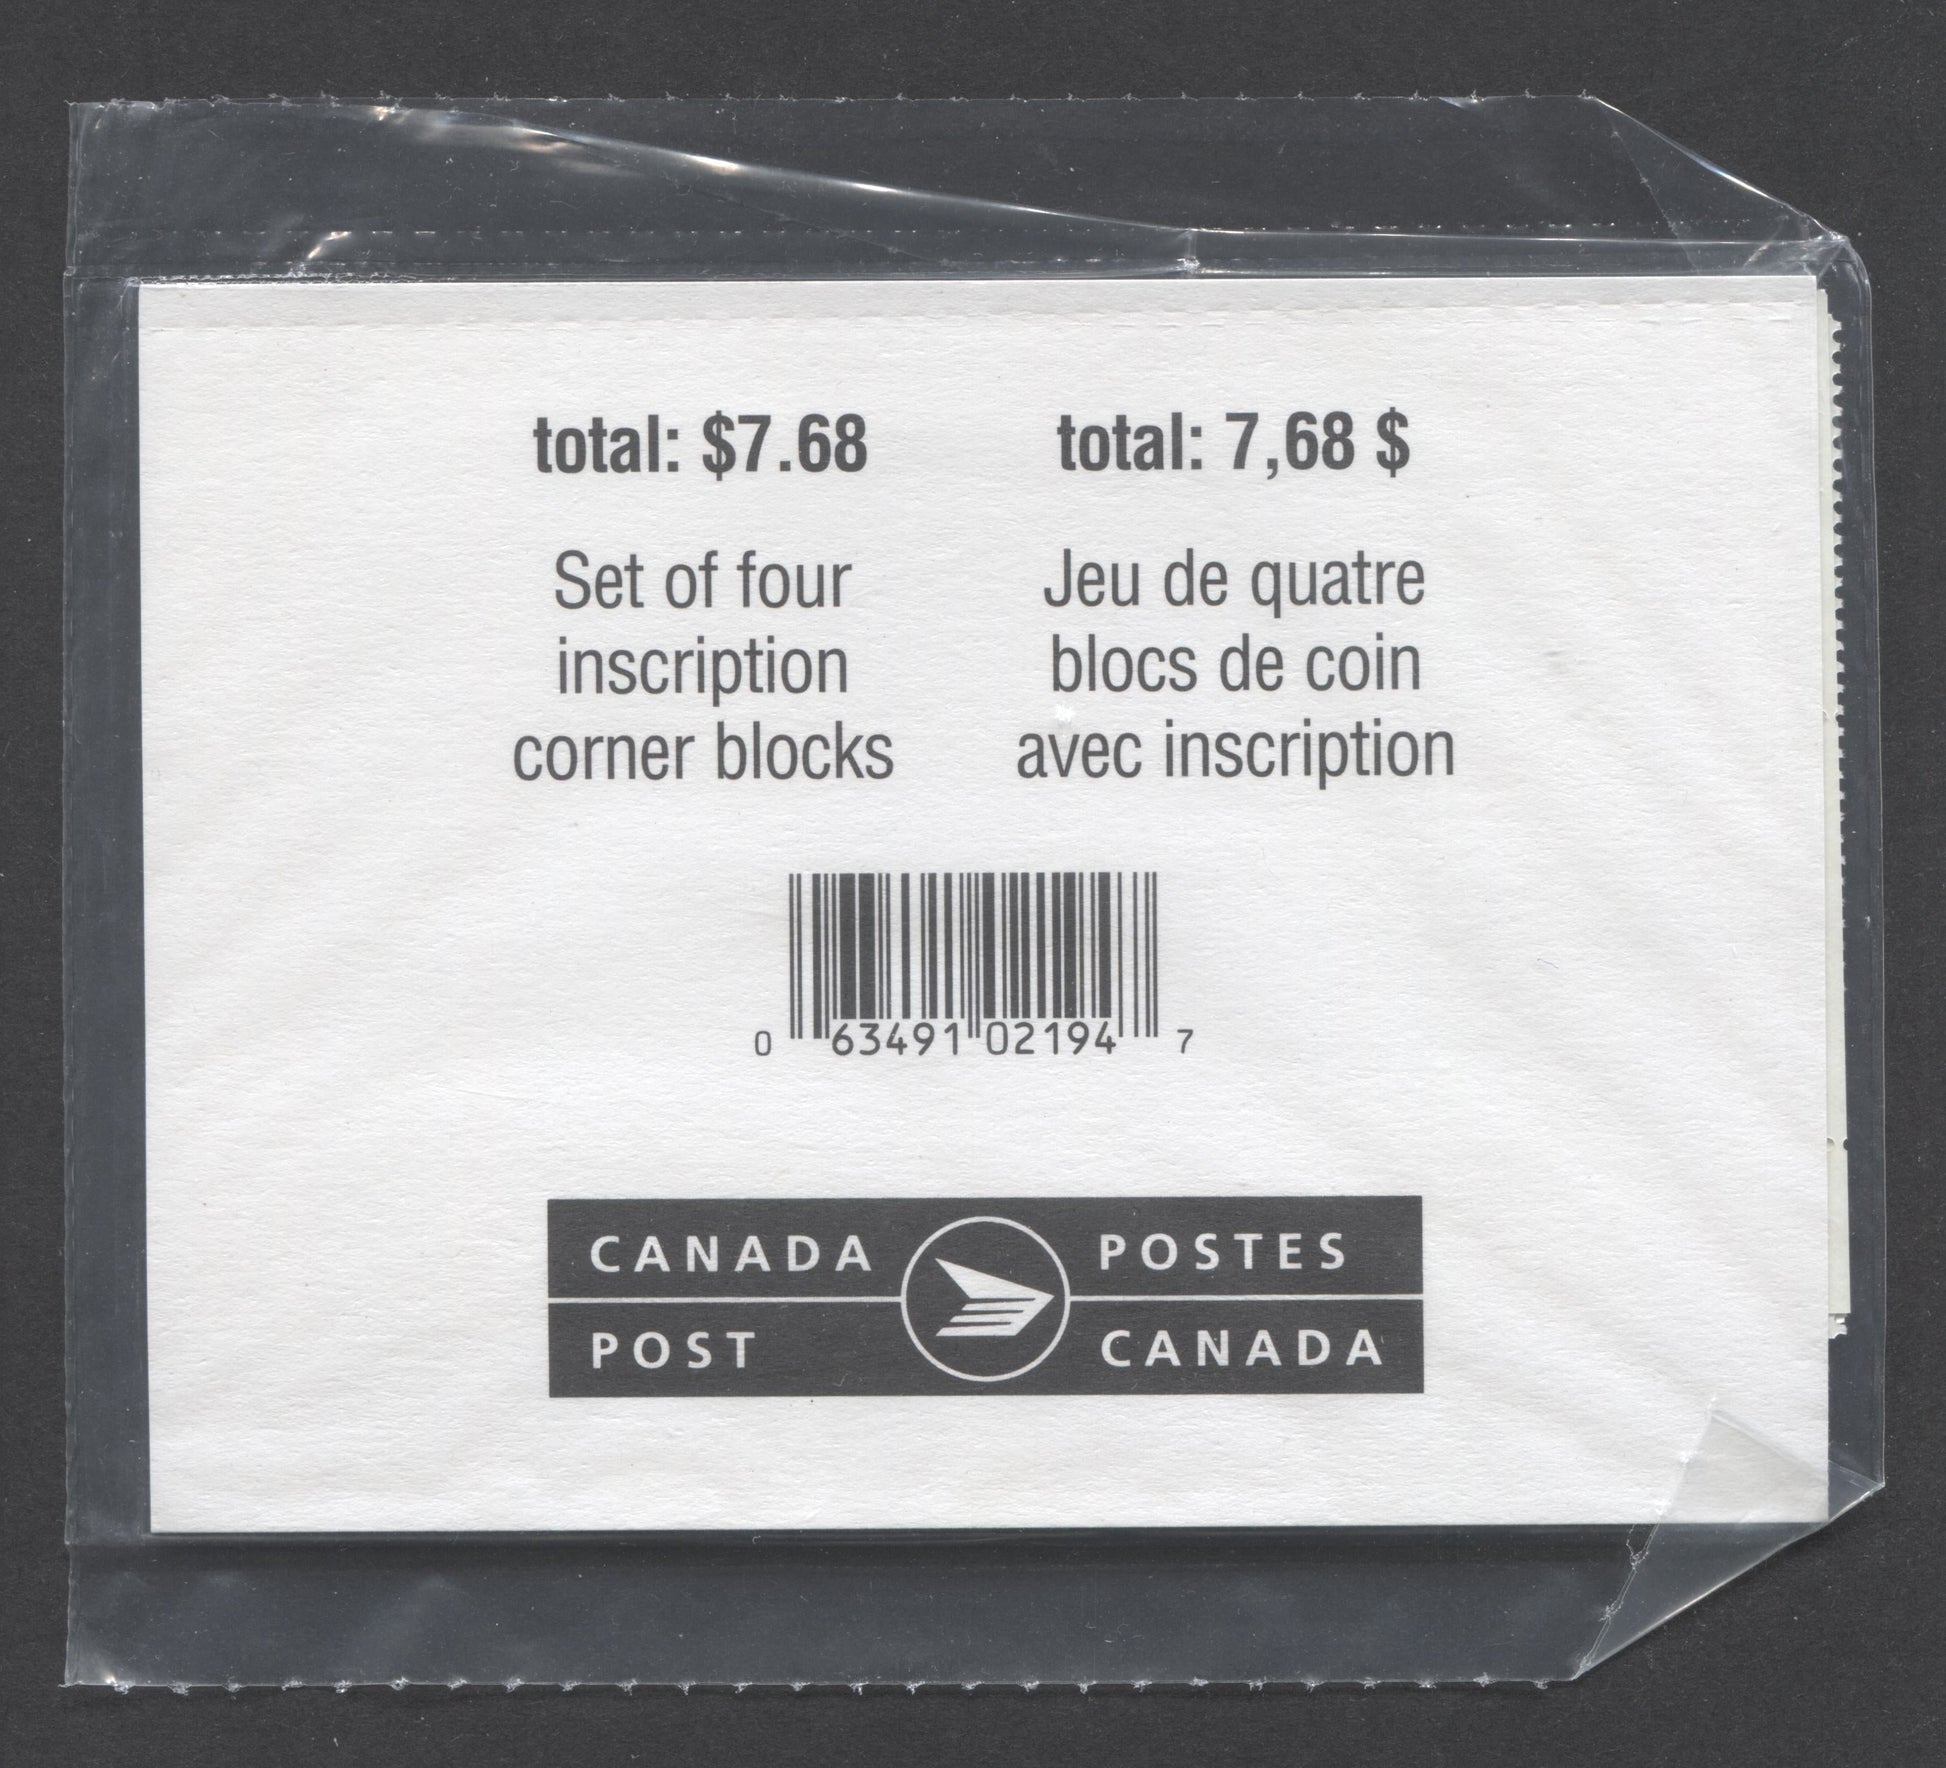 total: $7.68
Set of four
inscription
corner blocks
total: 7,68 $
Jeu de quatre
blocs de coin
avec inscription
0 63491 02194 7
CANADA
POST
POSTES
CANADA